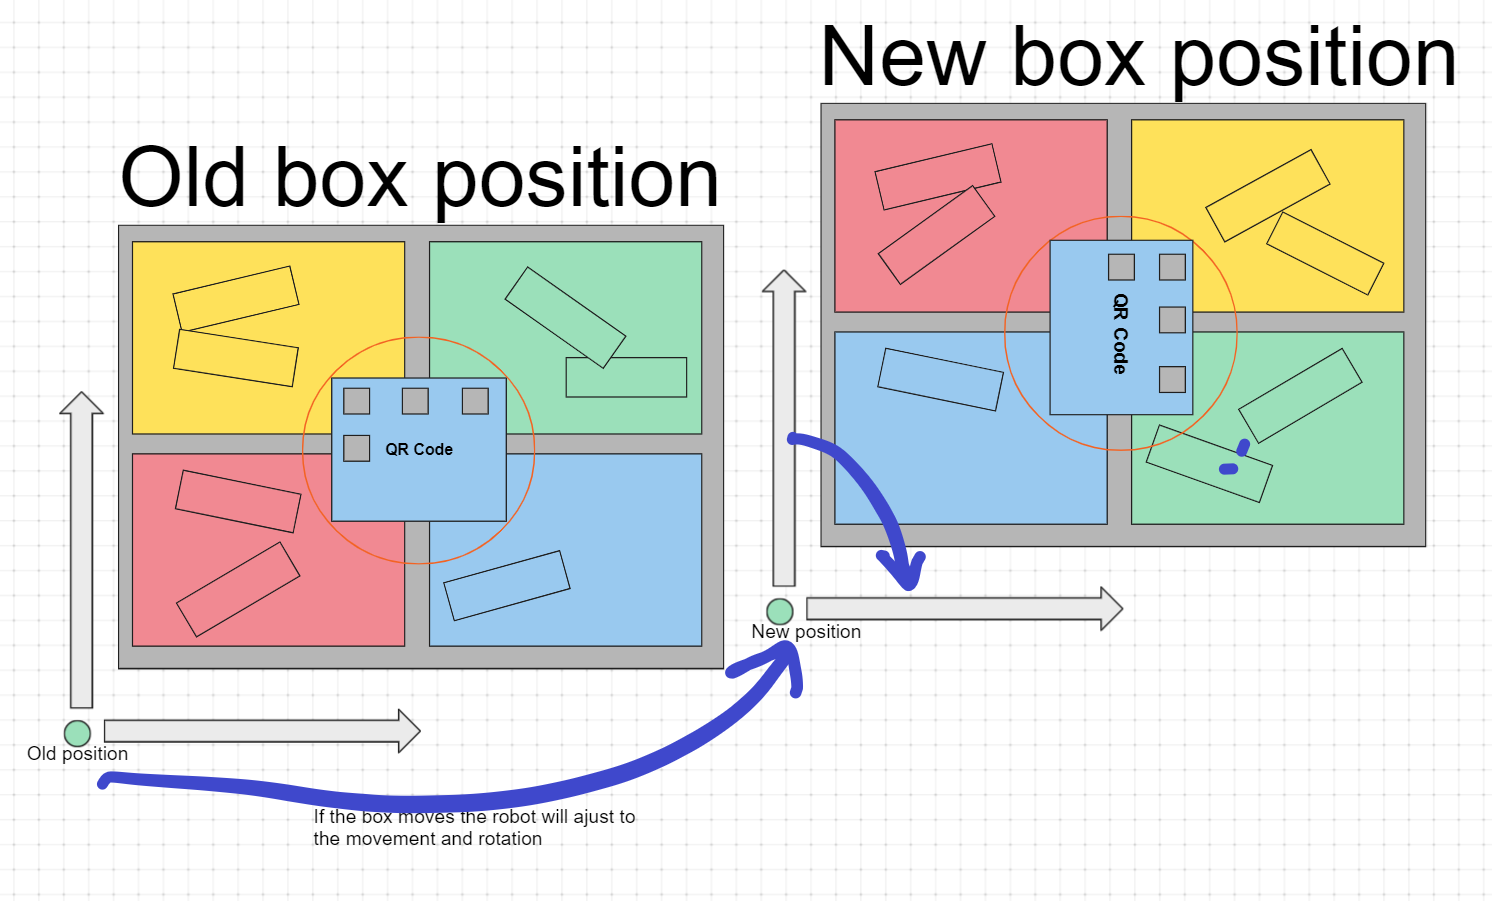 New box position
Old box position
QR Code
QR Code
New position
Old position
If the box moves the robot will ajust to
the movement and rotation